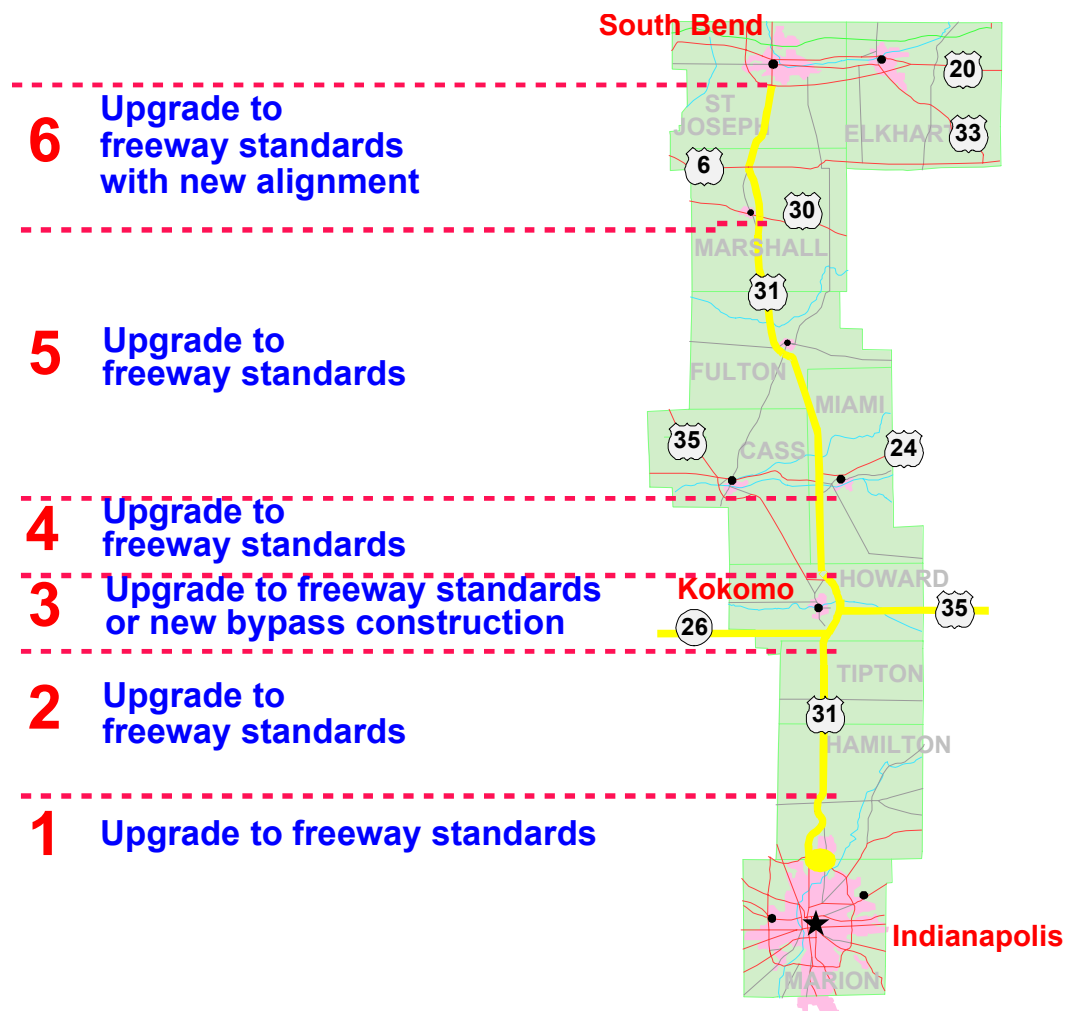 South Bend
20
ST
JOSEPH
ELKHART
33
6
Upgrade to
freeway standards
with new alignment
6
30
MARSHALL
31
5
Upgrade to
freeway standards
FULTON
MIAMI
35
CASS
24
4
Upgrade to
freeway standards
HOWARD
3
Upgrade to freeway standards
or new bypass construction
Kokomo
35
26
TIPTON
2
Upgrade to
freeway standards
31
HAMILTON
1
Upgrade to freeway standards
Indianapolis
MARION